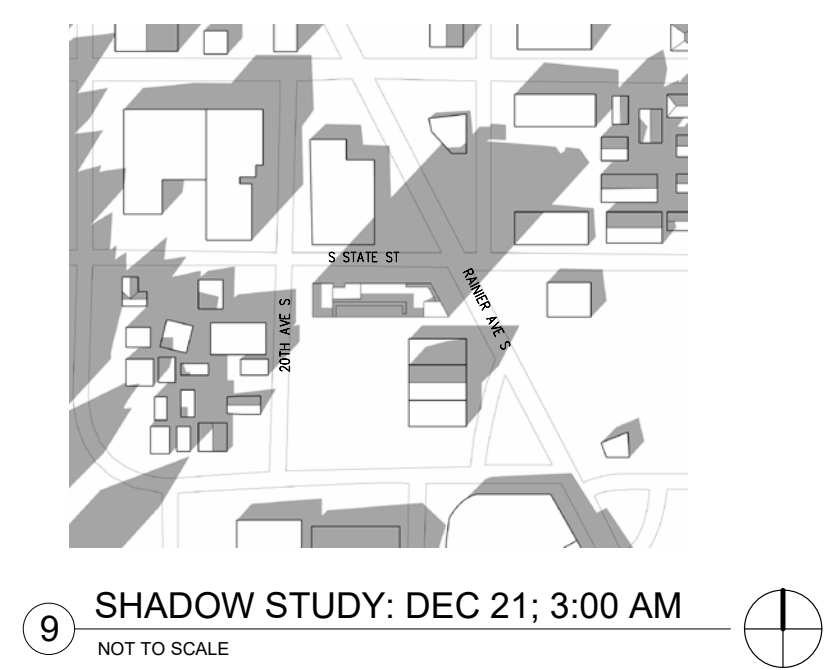 S STATE ST
RAINIER AVE S
20TH AVE S
9
SHADOW STUDY: DEC 21; 3:00 AM
NOT TO SCALE